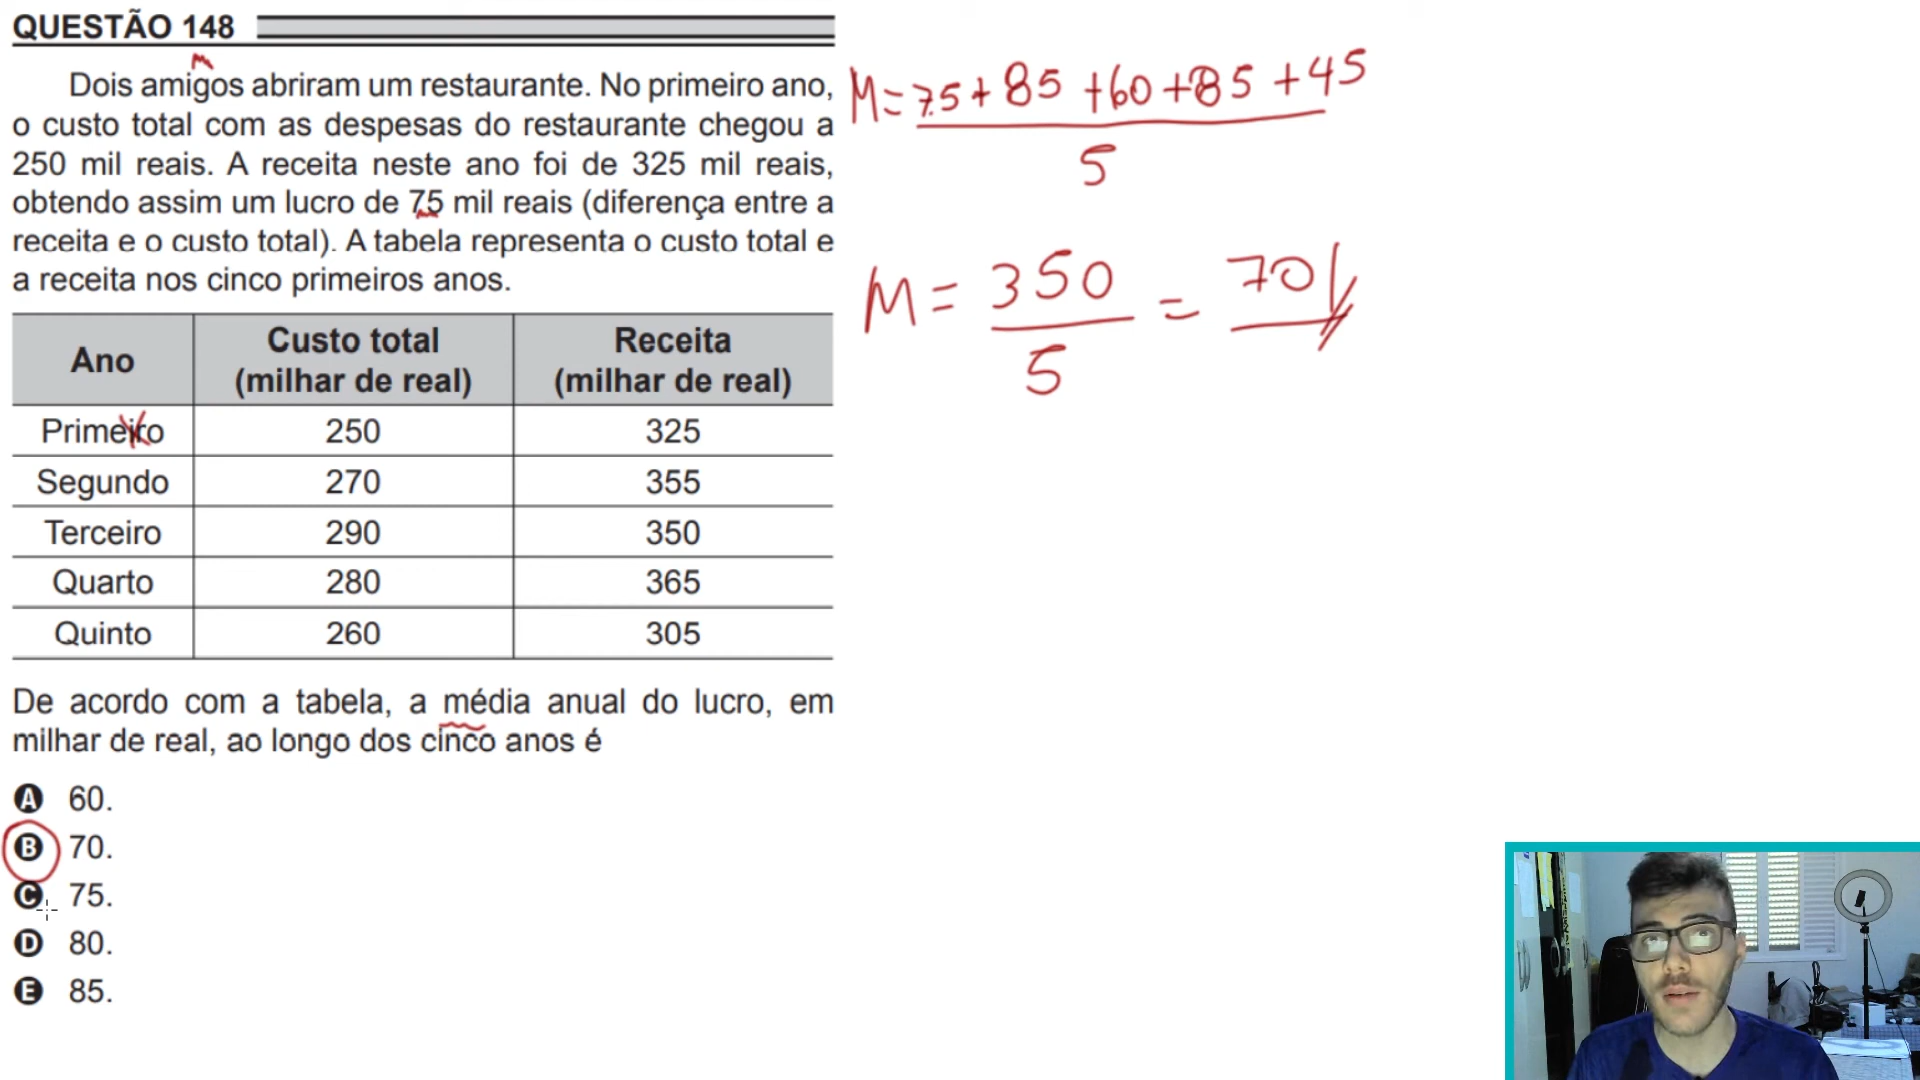 QUESTÃO 148
Dois amigos abriram um restaurante. No primeiro ano,
o custo total com as despesas do restaurante chegou a
250 mil reais. A receita neste ano foi de 325 mil reais,
obtendo assim um lucro de 75 mil reais (diferença entre a
receita e o custo total). A tabela representa o custo total e
a receita nos cinco primeiros anos.
Ano Custo total (milhar de real) Receita (milhar de real)
Primeiro 250 325
Segundo 270 355
Terceiro 290 350
Quarto 280 365
Quinto 260 305
De acordo com a tabela, a média anual do lucro, em
milhar de real, ao longo dos cinco anos é
A 60.
B 70.
C 75.
D 80.
E 85.
M = 75 + 85 + 60 + 85 + 45
5
M = 350 = 70
5